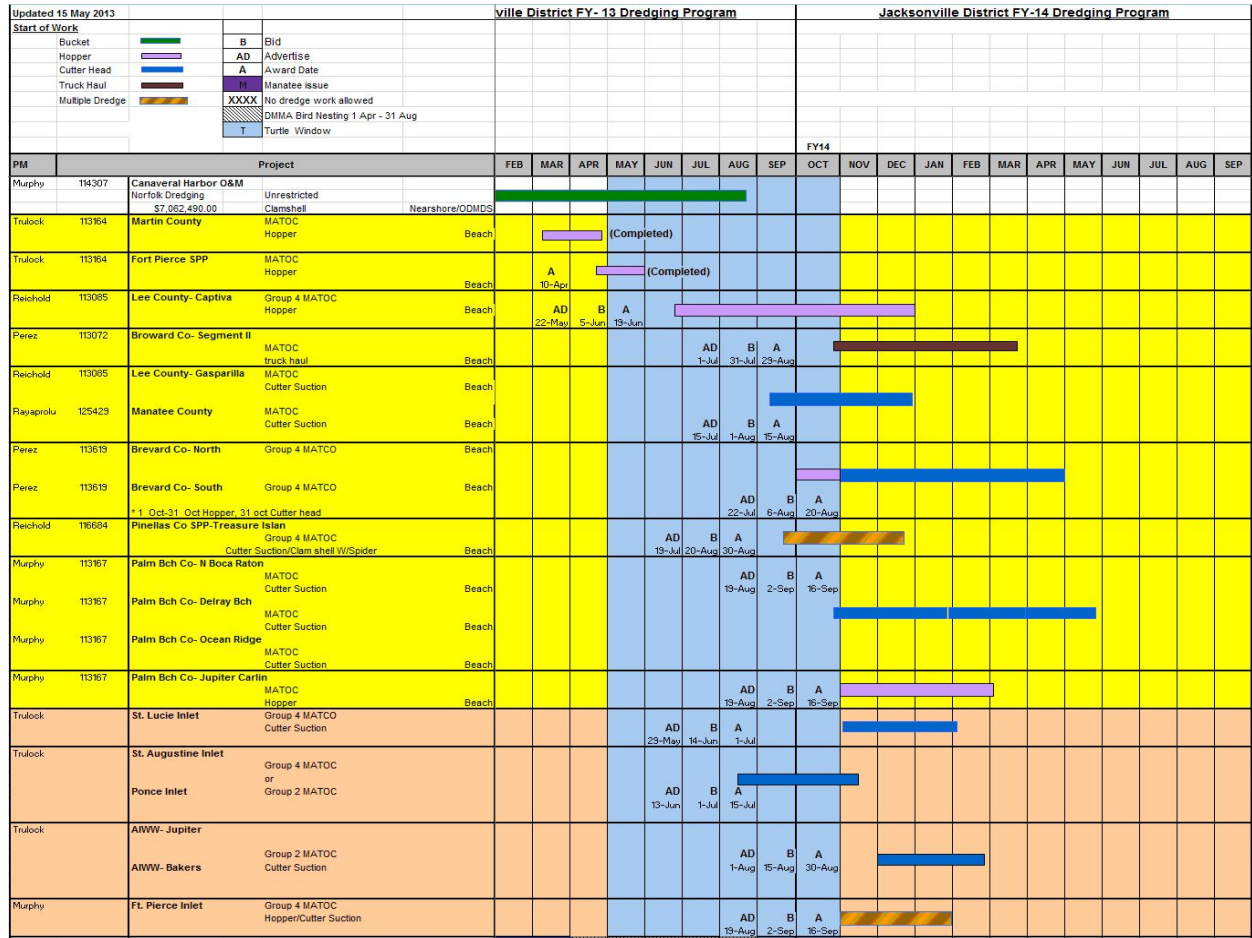 Updated 15 May 2013 ville District FY- 13 Dredging Program Jacksonville District FY-14 Dredging Program
Start of Work
Bucket B Bid
Hopper AD Advertise
Cutter Head A Award Date
Truck Haul M Manatee issue
Multiple Dredge XXXX No dredge work allowed
DMMA Bird Nesting 1 Apr - 31 Aug
T Turtle Window
FY14
PM Project FEB MAR APR MAY JUN JUL AUG SEP OCT NOV DEC JAN FEB MAR APR MAY JUN JUL AUG SEP
Murphy 114307 Canaveral Harbor O&M
Norfolk Dredging Unrestricted
$7,062,490.00 Clamshell Nearshore/ODMDS
Trulock 113164 Martin County MATOC
Hopper Beach (Completed)
Trulock 113164 Fort Pierce SPP MATOC
Hopper A (Completed)
Beach 10-Apr
Reichold 113085 Lee County- Captiva Group 4 MATOC
Hopper Beach AD B A
22-May 5-Jun 19-Jun
Perez 113072 Broward Co- Segment II
MATOC AD B A
truck haul Beach 1-Jul 31-Jul 29-Aug
Reichold 113085 Lee County- Gasparilla MATOC
Cutter Suction Beach
Rayaprolu 125429 Manatee County MATOC
Cutter Suction Beach AD B A
15-Jul 1-Aug 15-Aug
Perez 113619 Brevard Co- North Group 4 MATCO Beach
Perez 113619 Brevard Co- South Group 4 MATCO Beach
AD B A
* 1 Oct-31 Oct Hopper, 31 oct Cutter head 22-Jul 6-Aug 20-Aug
Reichold 116684 Pinellas Co SPP-Treasure Islan
Group 4 MATCO AD B A
Cutter Suction/Clam shell W/Spider Beach 19-Jul 20-Aug 30-Aug
Murphy 113167 Palm Bch Co- N Boca Raton
MATOC AD B A
Cutter Suction Beach 19-Aug 2-Sep 16-Sep
Murphy 113167 Palm Bch Co- Delray Bch
MATOC
Cutter Suction Beach
Murphy 113167 Palm Bch Co- Ocean Ridge
MATOC
Cutter Suction Beach
Murphy 113167 Palm Bch Co- Jupiter Carlin
MATOC AD B A
Hopper Beach 19-Aug 2-Sep 16-Sep
Trulock St. Lucie Inlet Group 4 MATCO
Cutter Suction AD B A
29-May 14-Jun 1-Jul
Trulock St. Augustine Inlet
Group 4 MATOC
or
Ponce Inlet Group 2 MATOC AD B A
13-Jun 1-Jul 15-Jul
Trulock AIWW- Jupiter
Group 2 MATOC AD B A
AIWW- Bakers Cutter Suction 1-Aug 15-Aug 30-Aug
Murphy Ft. Pierce Inlet Group 4 MATOC
Hopper/Cutter Suction AD B A
19-Aug 2-Sep 16-Sep